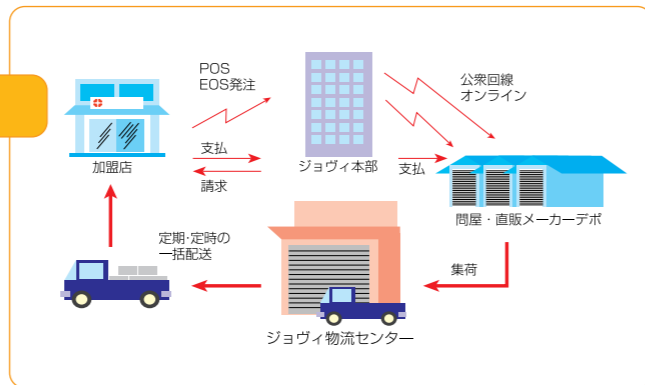 POS
EOS発注
公衆回線
オンライン
支払
加盟店
請求
ジョヴィ本部
支払
問屋・直販メーカーデポ
定期・定時の
一括配送
集荷
ジョヴィ物流センター